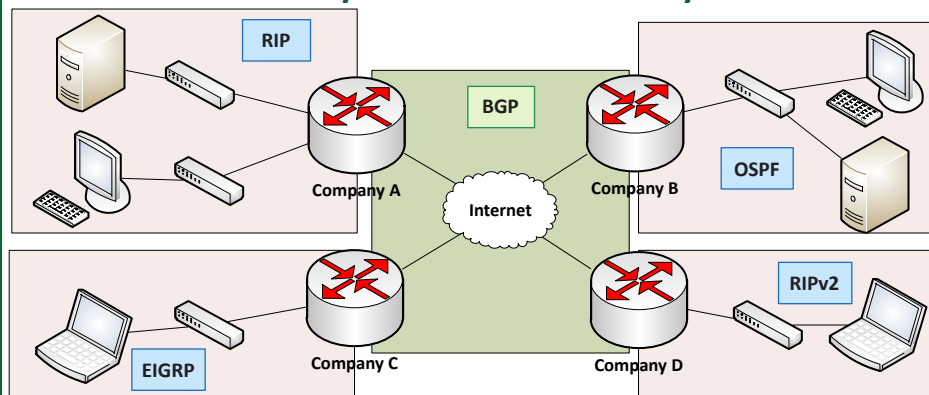 RIP
BGP
OSPF
Company A
Company B
Internet
RIPv2
EIGRP
Company C
Company D